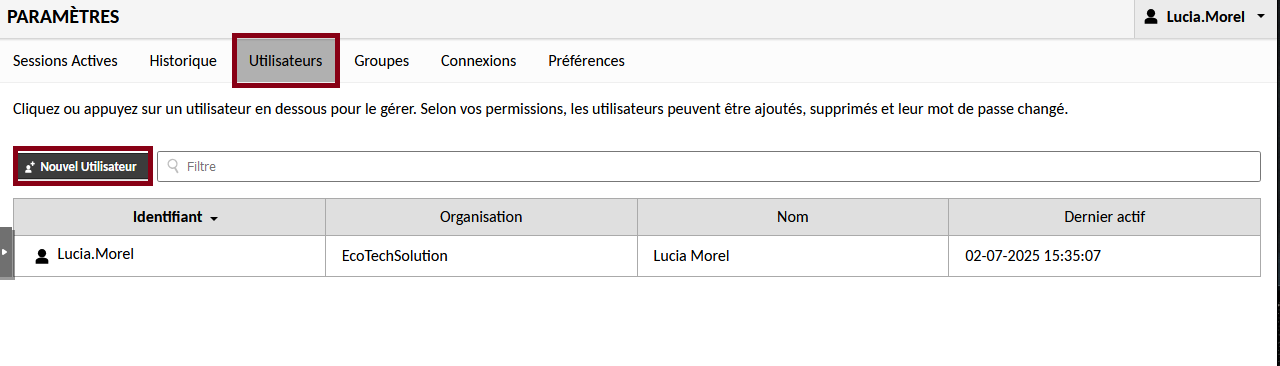 PARAMÈTRES
Lucia.Morel
Sessions Actives Historique Utilisateurs Groupes Connexions Préférences
Cliquez ou appuyez sur un utilisateur en dessous pour le gérer. Selon vos permissions, les utilisateurs peuvent être ajoutés, supprimés et leur mot de passe changé.
Nouvel Utilisateur Filtre
Identifiant Organisation Nom Dernier actif
Lucia.Morel EcoTechSolution Lucia Morel 02-07-2025 15:35:07